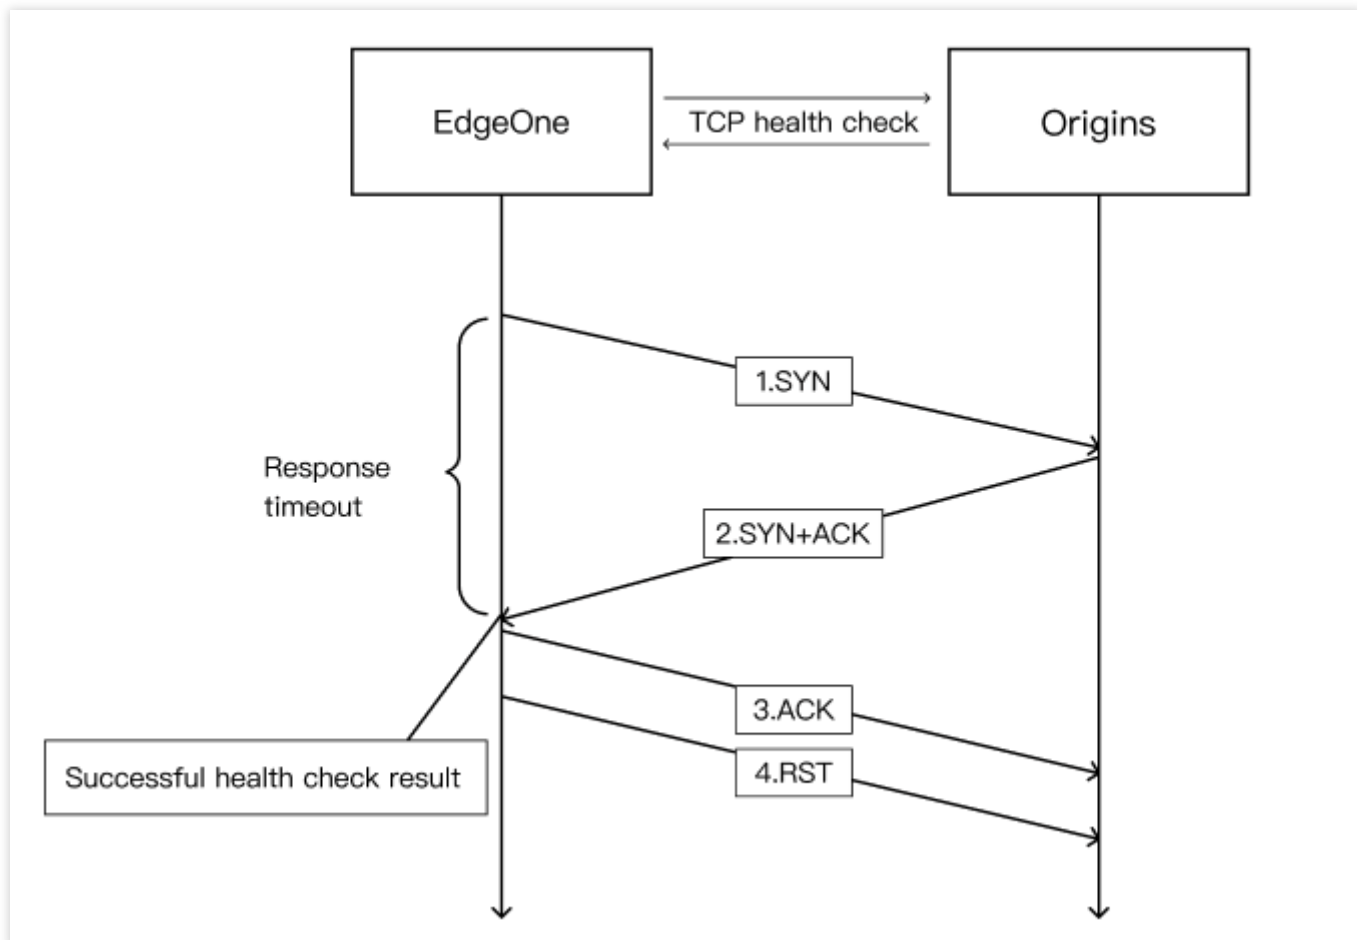 EdgeOne
TCP health check
Origins
1.SYN
Response
timeout
2.SYN+ACK
3.ACK
4.RST
Successful health check result